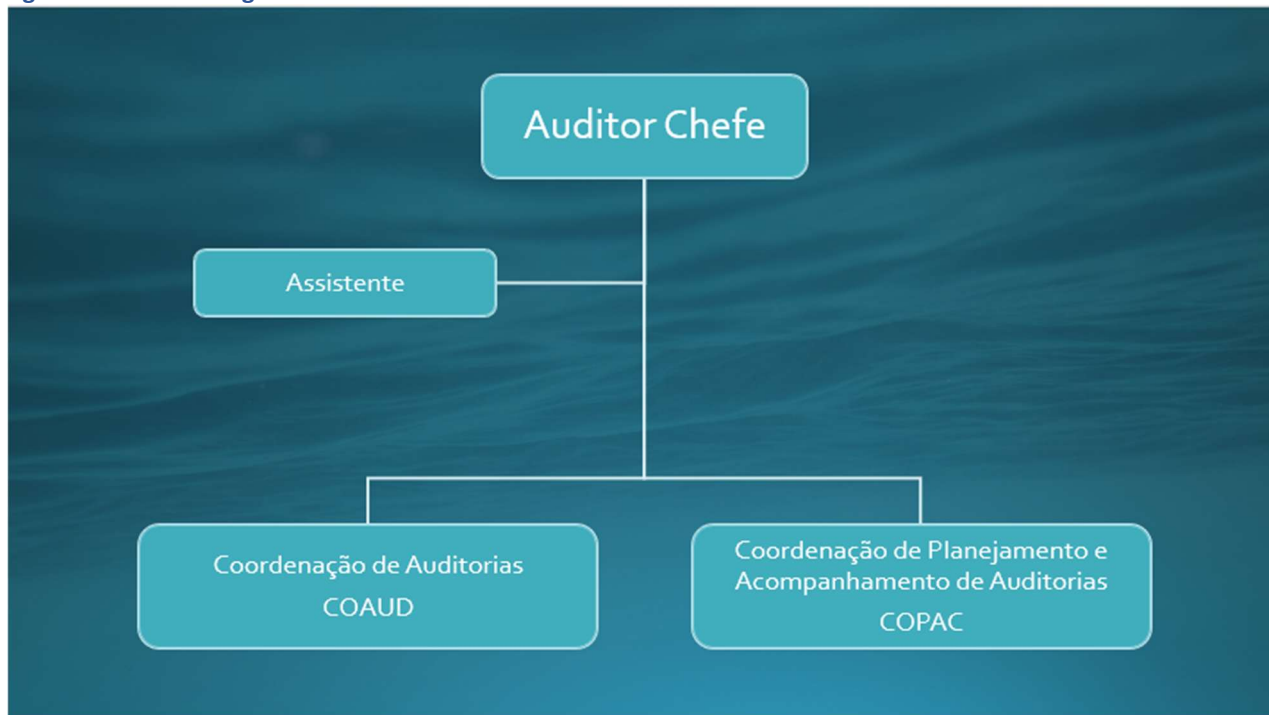 Auditor Chefe
Assistente
Coordenação de Auditorias
COAUD
Coordenação de Planejamento e
Acompanhamento de Auditorias
COPAC